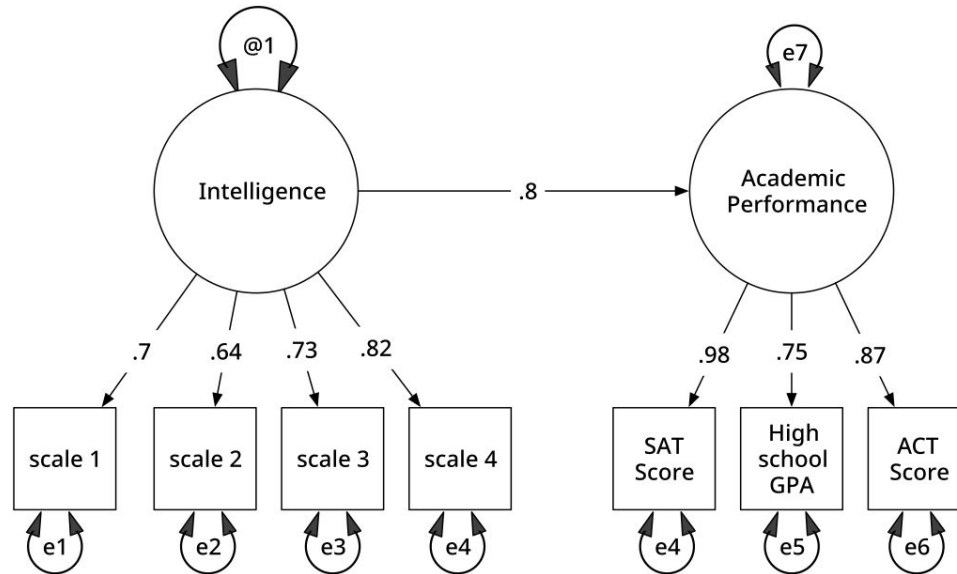 @1
e7
Intelligence
.8
Academic
Performance
.7
.64
.73
.82
.98
.75
.87
scale 1
scale 2
scale 3
scale 4
SAT
Score
High
school
GPA
ACT
Score
e1
e2
e3
e4
e4
e5
e6